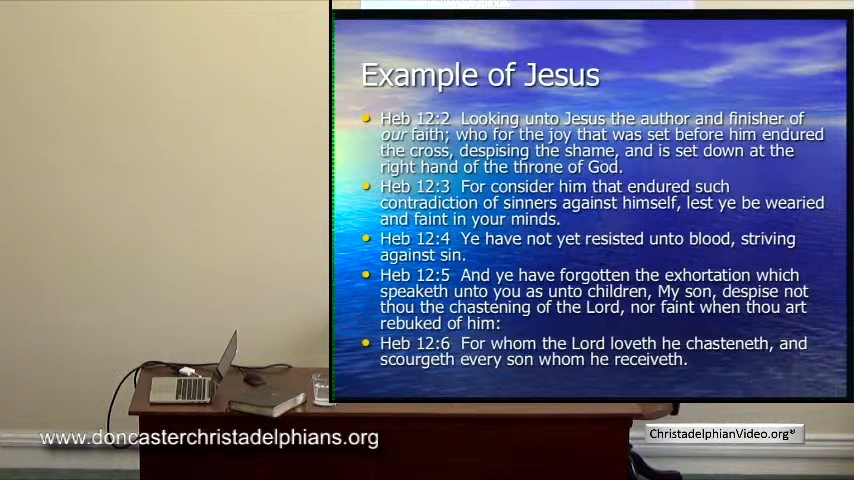 Example of Jesus
Heb 12:2 Looking unto Jesus the author and finisher of
our faith; who for the joy that was set before him endured
the cross, despising the shame, and is set down at the
right hand of the throne of God.
Heb 12:3 For consider him that endured such
contradiction of sinners against himself, lest ye be wearied
and faint in your minds.
Heb 12:4 Ye have not yet resisted unto blood, striving
against sin.
Heb 12:5 And ye have forgotten the exhortation which
speaketh unto you as unto children, My son, despise not
thou the chastening of the Lord, nor faint when thou art
rebuked of him:
Heb 12:6 For whom the Lord loveth he chasteneth, and
scourgeth every son whom he receiveth.
www.doncasterchristadelphians.org
ChristadelphianVideo.org®